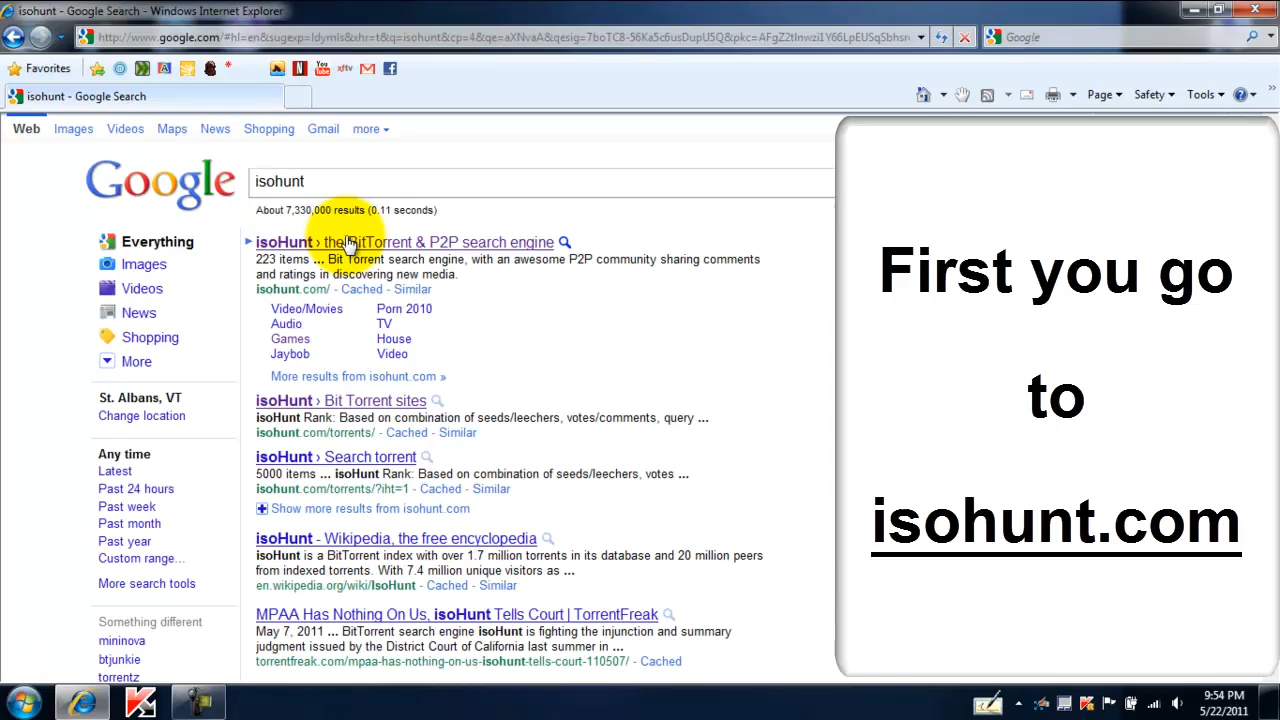 isohunt - Google Search - Windows Internet Explorer
Google
Favorites
You Tube
xfTV
isohunt - Google Search
Page
Safety
Tools
Web Images Videos Maps News Shopping Gmail more
Google
isohunt
About 7,330,000 results (0.11 seconds)
Everything
Images
Videos
News
Shopping
More
St. Albans, VT
Change location
Any time
Latest
Past 24 hours
Past week
Past month
Past year
Custom range...
More search tools
Something different
mininova
btjunkie
torrentz
isoHunt › the BitTorrent & P2P search engine
223 items ... Bit Torrent search engine, with an awesome P2P community sharing comments
and ratings in discovering new media.
isohunt.com/ - Cached - Similar
Video/Movies Porn 2010
Audio TV
Games House
Jaybob Video
More results from isohunt.com »
isoHunt › Bit Torrent sites
isoHunt Rank: Based on combination of seeds/leechers, votes/comments, query ...
isohunt.com/torrents/ - Cached - Similar
isoHunt › Search torrent
5000 items ... isoHunt Rank: Based on combination of seeds/leechers, votes ...
isohunt.com/torrents/?iht=1 - Cached - Similar
Show more results from isohunt.com
isoHunt - Wikipedia, the free encyclopedia
isoHunt is a BitTorrent index with over 1.7 million torrents in its database and 20 million peers
from indexed torrents. With 7.4 million unique visitors as ...
en.wikipedia.org/wiki/IsoHunt - Cached - Similar
MPAA Has Nothing On Us, isoHunt Tells Court | TorrentFreak
May 7, 2011 ... BitTorrent search engine isoHunt is fighting the injunction and summary
judgment issued by the District Court of California last summer in ...
torrentfreak.com/mpaa-has-nothing-on-us-isohunt-tells-court-110507/ - Cached
First you go
to
isohunt.com
9:54 PM
5/22/2011